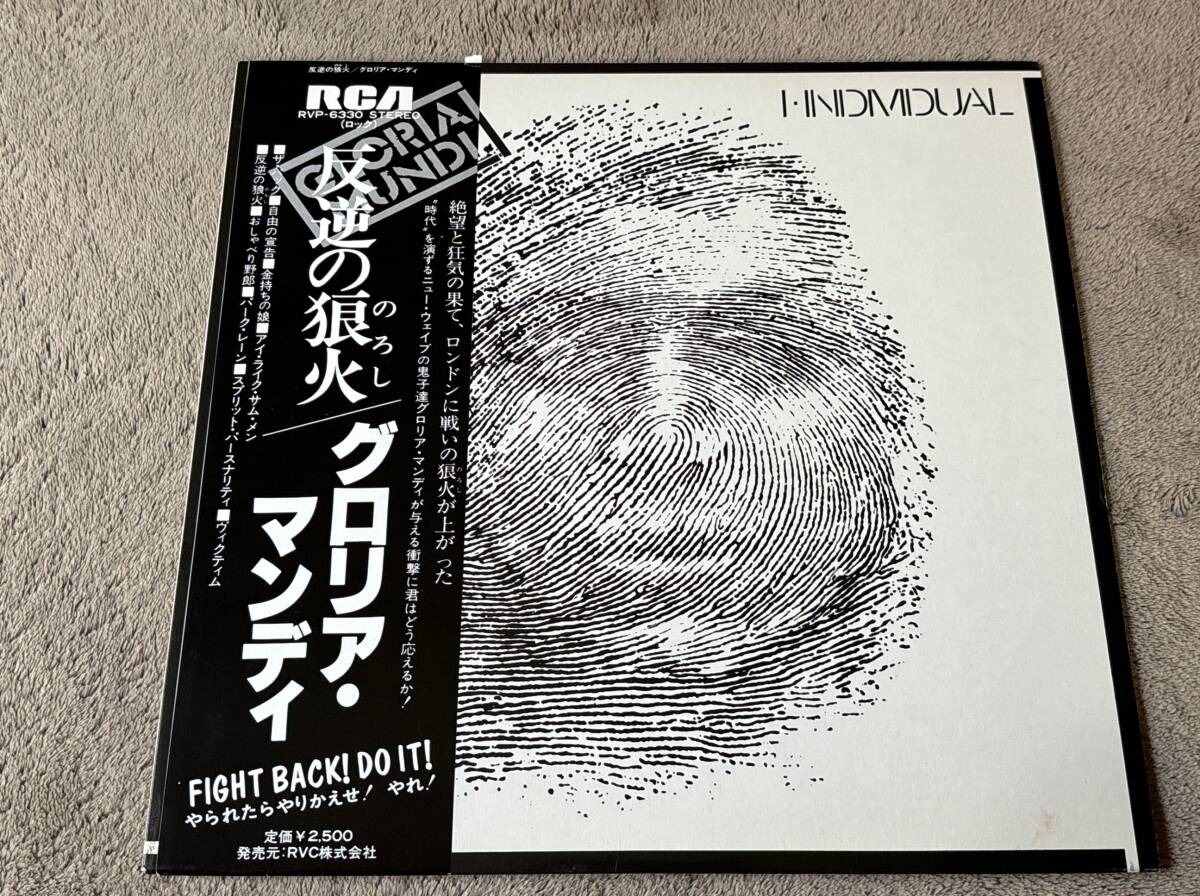 反逆の狼火/グロリア・マンディ
RCA
RVP-6330 STEREO
(ロック)
GLORIA
MUNDI
I・INDIVIDUAL
絶望と狂気の果て、ロンドンに戦いの狼火が上がった
のろし
“時代”を演ずるニュー・ウェイブの鬼子達グロリア・マンディが与える衝撃に君はどう応えるか!
反逆の狼火/グロリア・マンディ
のろし
■自由の宣告■金持ちの娘■アイ・ライク・サム・メン
■反逆の狼火■おしゃべり野郎■パーク・レーン■スプリット・パースナリティ■ヴィクティム
FIGHT BACK! DO IT!
やられたらやりかえせ! やれ!
定価¥2,500
発売元:RVC株式会社